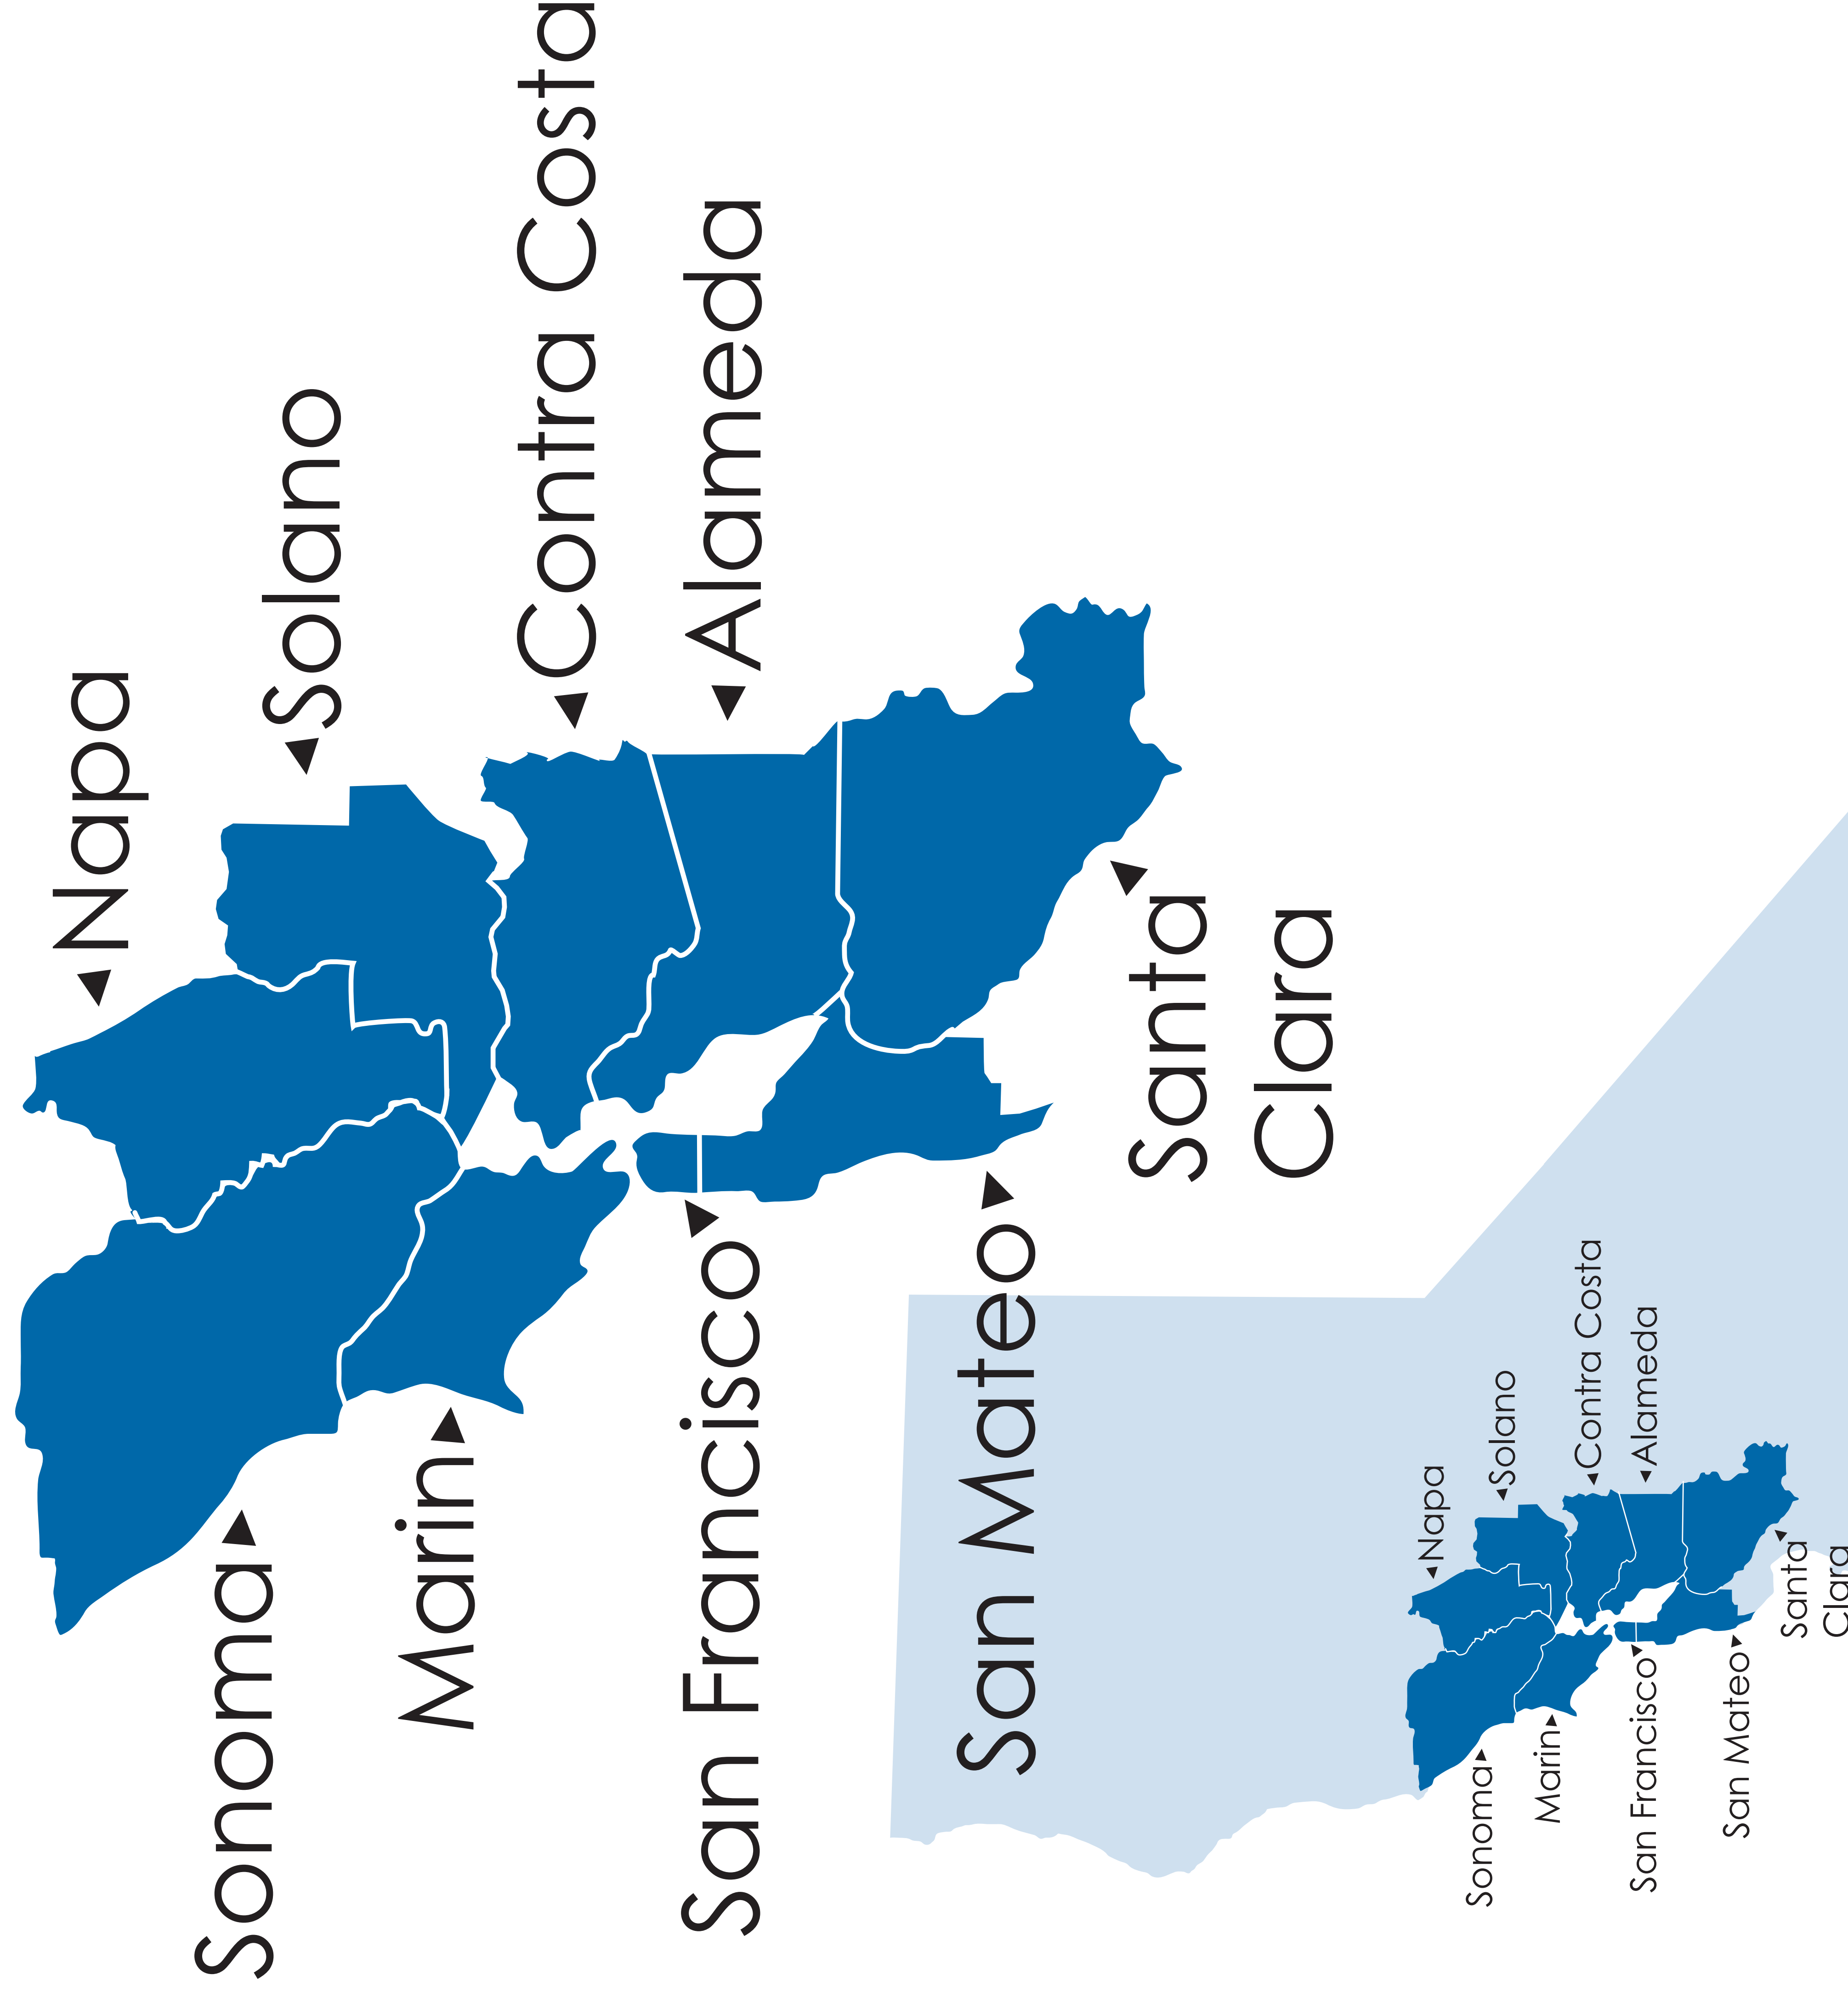 Napa
Solano
Contra Costa
Alameda
Sonoma
Marin
San Francisco
San Mateo
Santa
Clara
Napa
Solano
Contra Costa
Alameda
Sonoma
Marin
San Francisco
San Mateo
Santa
Clara